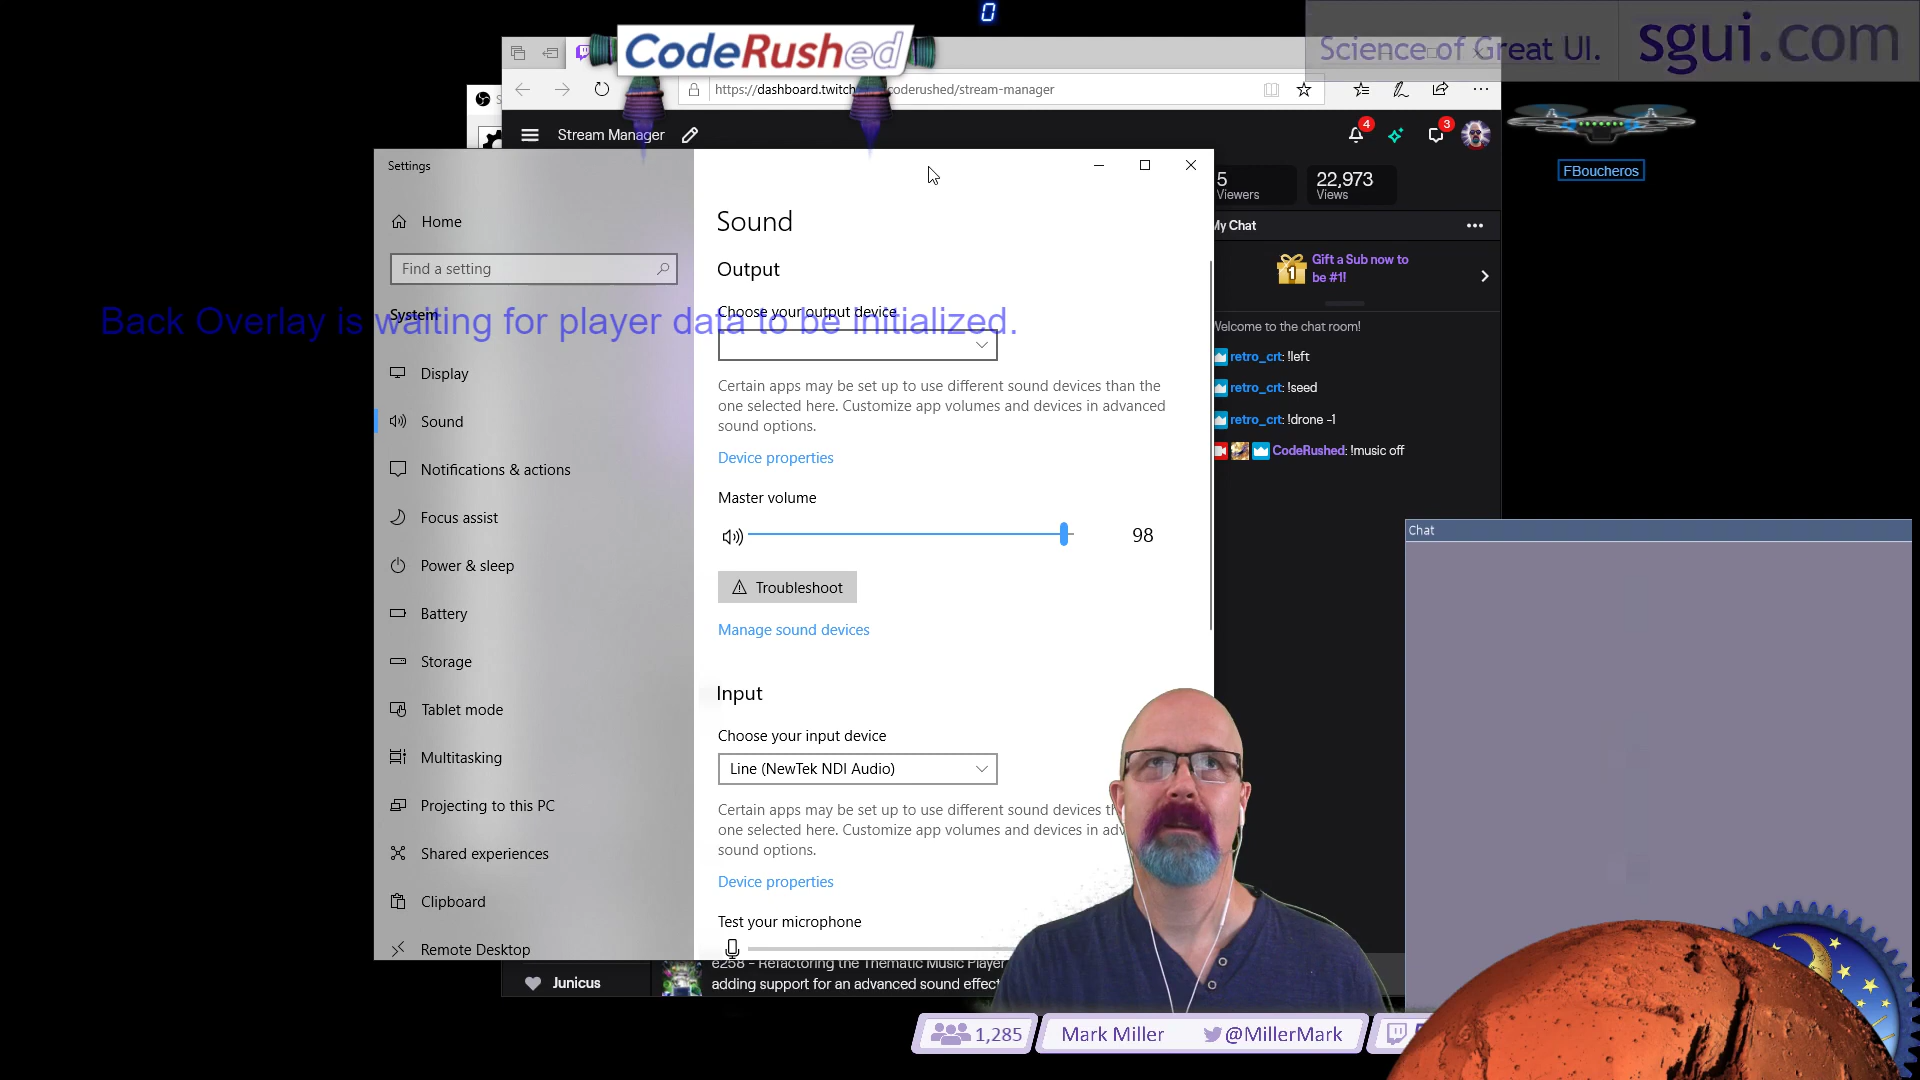 0
CodeRushed
Science of Great UI.
sgui.com
https://dashboard.twitch
coderushed/stream-manager
Stream Manager
4
3
FBoucheros
5
Viewers
22,973
Views
My Chat
Gift a Sub now to
be #1!
1
Welcome to the chat room!
retro_crt: !left
retro_crt: !seed
retro_crt: !drone -1
CodeRushed: !music off
Settings
Home
Find a setting
System
Display
Sound
Notifications & actions
Focus assist
Power & sleep
Battery
Storage
Tablet mode
Multitasking
Projecting to this PC
Shared experiences
Clipboard
Remote Desktop
Back Overlay is waiting for player data to be initialized.
Sound
Output
Choose your output device
Certain apps may be set up to use different sound devices than the
one selected here. Customize app volumes and devices in advanced
sound options.
Device properties
Master volume
98
Troubleshoot
Manage sound devices
Input
Choose your input device
Line (NewTek NDI Audio)
Certain apps may be set up to use different sound devices
one selected here. Customize app volumes and devices in
sound options.
Device properties
Test your microphone
Chat
Junicus
e258 - Refactoring the Thematic Music Player
adding support for an advanced sound effect
1,285
Mark Miller
@MillerMark